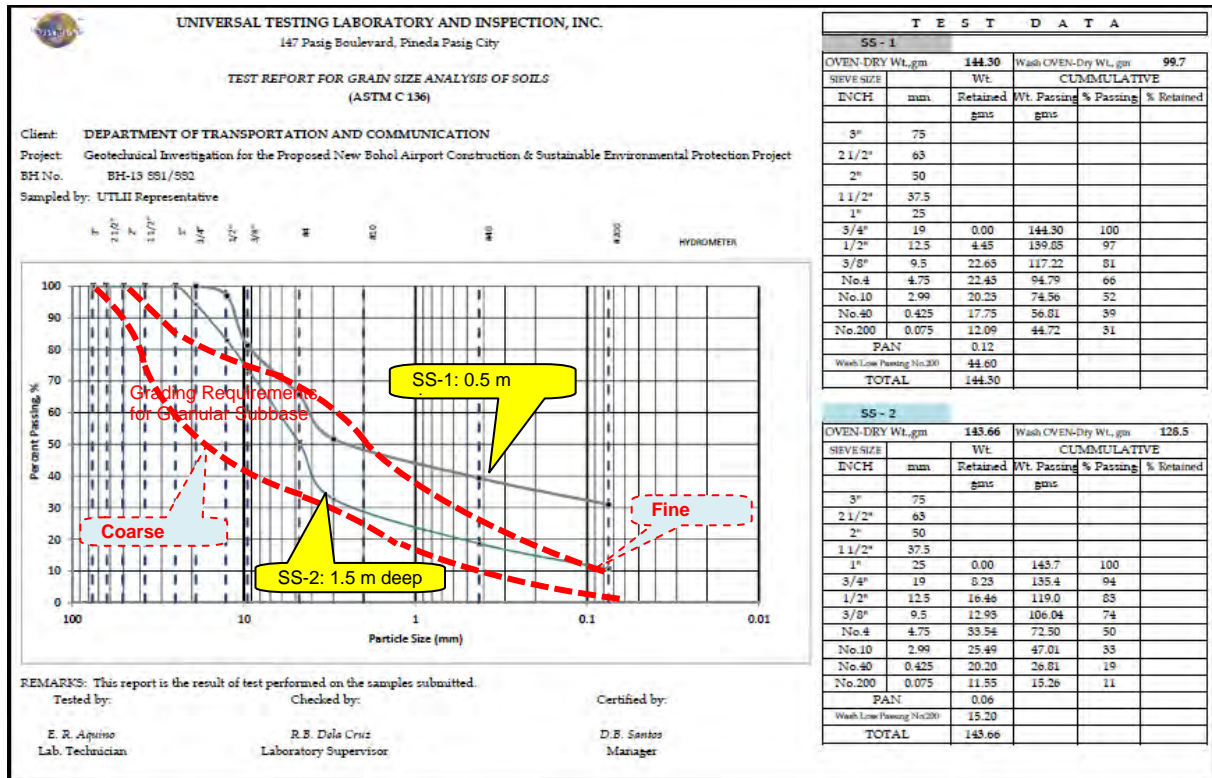 UNIVERSAL TESTING LABORATORY AND INSPECTION, INC.
147 Pasig Boulevard, Pineda Pasig City
TEST REPORT FOR GRAIN SIZE ANALYSIS OF SOILS
(ASTM C 136)
Client: DEPARTMENT OF TRANSPORTATION AND COMMUNICATION
Project: Geotechnical Investigation for the Proposed New Bohol Airport Construction & Sustainable Environmental Protection Project
BH No. BH-13 SS1/SS2
Sampled by: UTLII Representative
3" 2 1/2" 2" 1 1/2" 1" 3/4" 1/2" 3/8" #4 #10 #40 #200 HYDROMETER
Percent Passing, %
100
90
80
70
60
50
40
30
20
10
0
Grading Requirements
for Granular Subbase
SS-1: 0.5 m
Coarse
Fine
SS-2: 1.5 m deep
100 10 1 0.1 0.01
Particle Size (mm)
REMARKS: This report is the result of test performed on the samples submitted.
Tested by: Checked by: Certified by:
E. R. Aquino R.B. Dela Cruz D.B. Santos
Lab. Technician Laboratory Supervisor Manager
T E S T D A T A
SS - 1
OVEN-DRY Wt.,gm 144.30 Wash OVEN-Dry Wt., gm 99.7
SIEVE SIZE Wt. CUMMULATIVE
INCH mm Retained Wt. Passing % Passing % Retained
gms gms
3" 75
2 1/2" 63
2" 50
1 1/2" 37.5
1" 25
3/4" 19 0.00 144.30 100
1/2" 12.5 4.45 139.85 97
3/8" 9.5 22.63 117.22 81
No.4 4.75 22.43 94.79 66
No.10 2.99 20.23 74.56 52
No.40 0.425 17.75 56.81 39
No.200 0.075 12.09 44.72 31
PAN 0.12
Wash Loss Passing No.200 44.60
TOTAL 144.30
SS - 2
OVEN-DRY Wt.,gm 143.66 Wash OVEN-Dry Wt., gm 128.5
SIEVE SIZE Wt. CUMMULATIVE
INCH mm Retained Wt. Passing % Passing % Retained
gms gms
3" 75
2 1/2" 63
2" 50
1 1/2" 37.5
1" 25 0.00 143.7 100
3/4" 19 8.23 135.4 94
1/2" 12.5 16.46 119.0 83
3/8" 9.5 12.93 106.04 74
No.4 4.75 33.54 72.50 50
No.10 2.99 25.49 47.01 33
No.40 0.425 20.20 26.81 19
No.200 0.075 11.55 15.26 11
PAN 0.06
Wash Loss Passing No.200 15.20
TOTAL 143.66